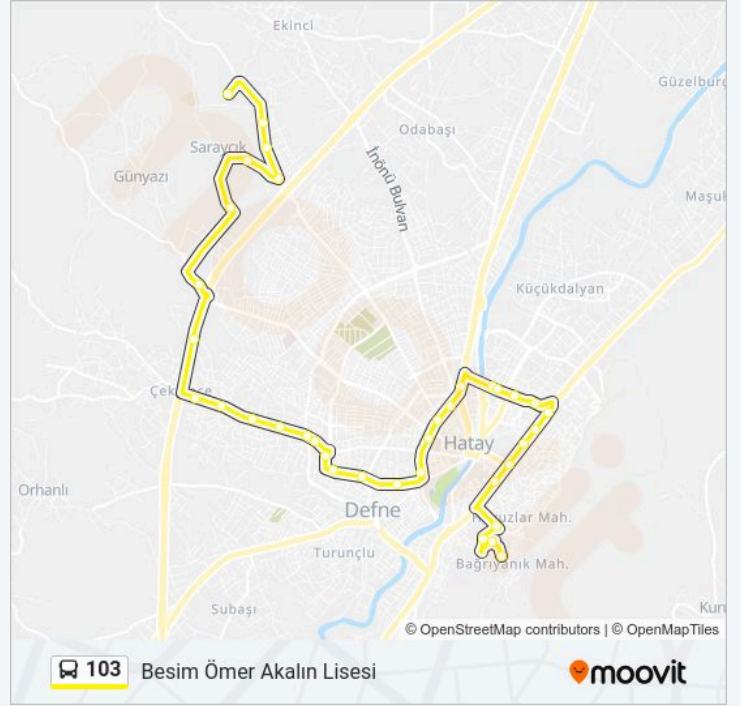 Ekinci
Güzelburç
Odabaşı
Saraycık
Günyazı
İnönü Bulvarı
Küçükdalyan
Hatay
Orhanlı
Defne
Mah.
Turunçlu
Bağrıyanık Mah.
Subaşı
© OpenStreetMap contributors | © OpenMapTiles
103 Besim Ömer Akalın Lisesi
moovit